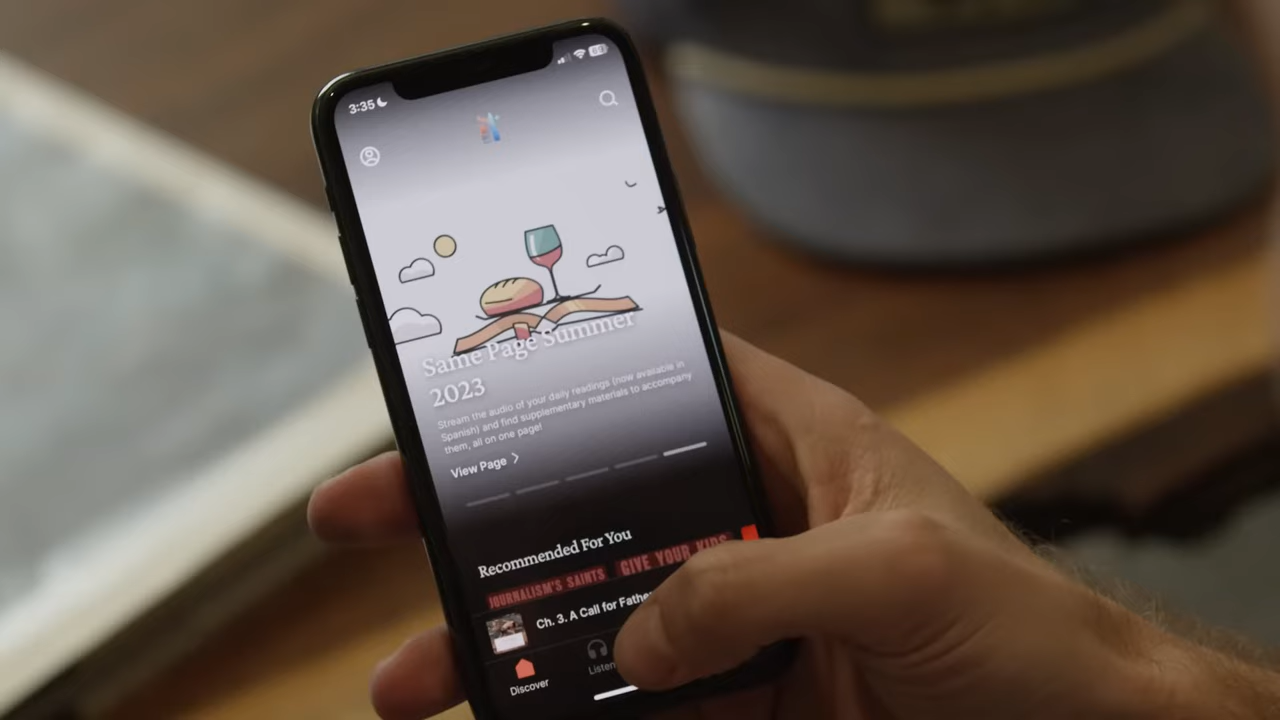 3:35
Same Page Summer
2023
Stream the audio of your daily readings (now available in
Spanish) and find supplementary materials to accompany
them, all on one page!
View Page
Recommended For You
JOURNALISM'S SAINTS
GIVE YOUR KIDS
Ch. 3. A Call for Father
Discover
Listen